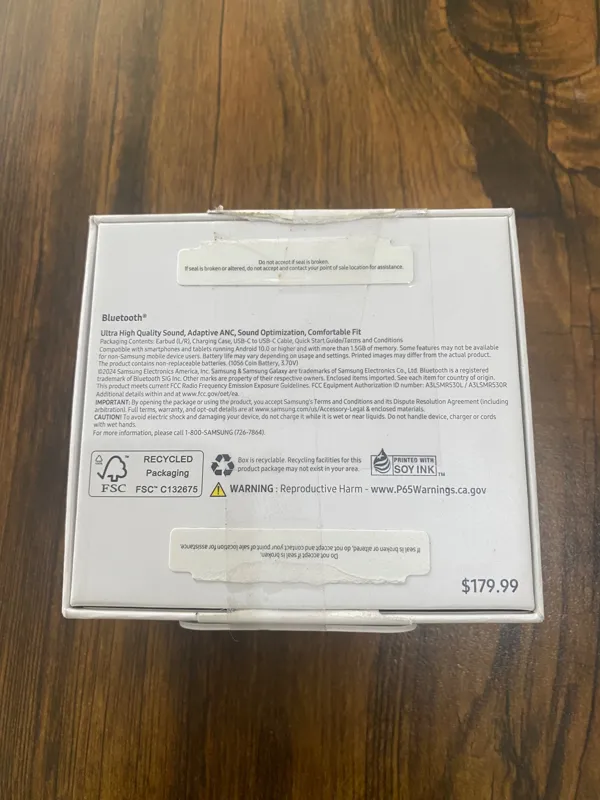 Do not accept if seal is broken.
If seal is broken or altered, do not accept and contact your point of sale location for assistance.
Bluetooth®
Ultra High Quality Sound, Adaptive ANC, Sound Optimization, Comfortable Fit
Packaging Contents: Earbud (L/R), Charging Case, USB-C to USB-C Cable, Quick Start Guide/Terms and Conditions
Compatible with smartphones and tablets running Android 10.0 or higher and with more than 1.5GB of memory. Some features may not be available
for non-Samsung mobile device users. Battery life may vary depending on usage and settings. Printed images may differ from the actual product.
The product contains non-replaceable batteries. (1056 Coin Battery, 3.70V)
©2024 Samsung Electronics America, Inc. Samsung & Samsung Galaxy are trademarks of Samsung Electronics Co., Ltd. Bluetooth is a registered
trademark of Bluetooth SIG Inc. Other marks are property of their respective owners. Enclosed items imported. See each item for country of origin.
This product meets current FCC Radio Frequency Emission Exposure Guidelines. FCC Equipment Authorization ID number: A3LSMR530L / A3LSMR530R
Additional details within and at www.fcc.gov/oet/ea.
IMPORTANT: By opening the package or using the product, you accept Samsung's Terms and Conditions and its Dispute Resolution Agreement (including
arbitration). Full terms, warranty, and opt-out details are at www.samsung.com/us/Accessory-Legal & enclosed materials.
CAUTION! To avoid electric shock and damaging your device, do not charge it while it is wet or near liquids. Do not handle device, charger or cords
with wet hands.
For more information, please call 1-800-SAMSUNG (726-7864).
FSC™
RECYCLED
Packaging
FSC™ C132675
Box is recyclable. Recycling facilities for this
product package may not exist in your area.
PRINTED WITH
SOY INK™
WARNING : Reproductive Harm - www.P65Warnings.ca.gov
Do not accept if seal is broken.
If seal is broken or altered, do not accept and contact your point of sale location for assistance.
$179.99